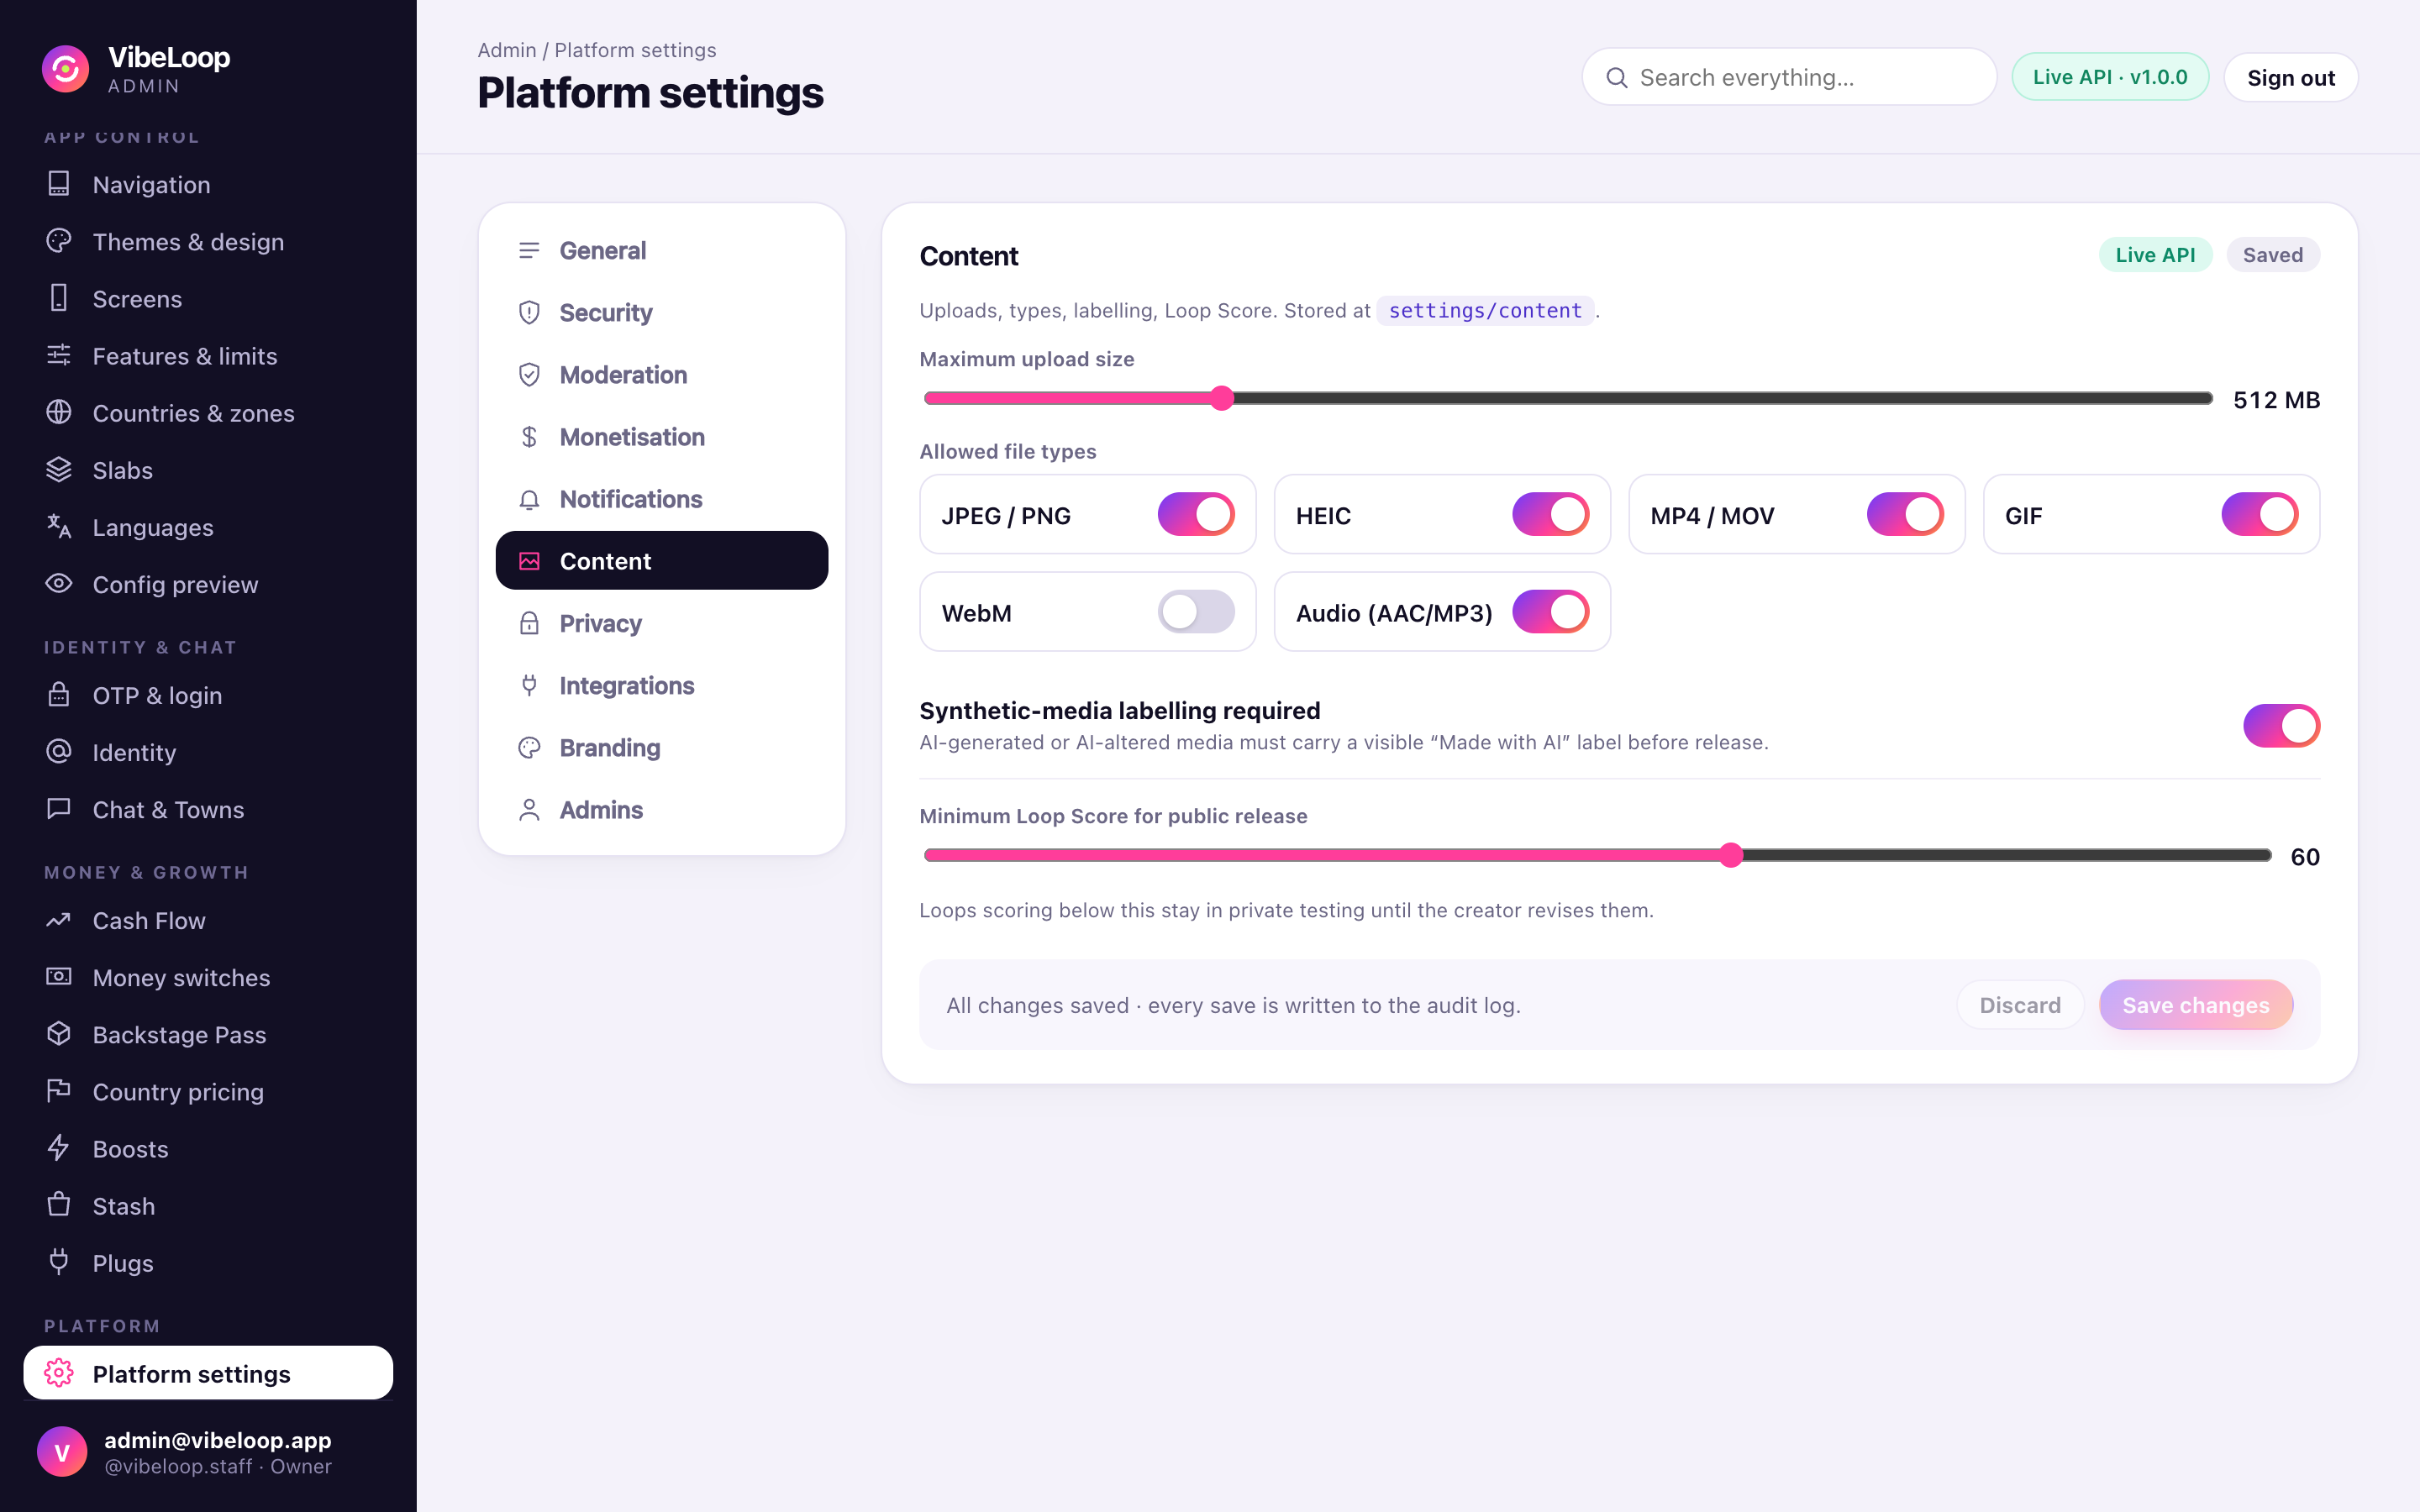 VibeLoop
ADMIN
APP CONTROL
Navigation
Themes & design
Screens
Features & limits
Countries & zones
Slabs
Languages
Config preview
IDENTITY & CHAT
OTP & login
Identity
Chat & Towns
MONEY & GROWTH
Cash Flow
Money switches
Backstage Pass
Country pricing
Boosts
Stash
Plugs
PLATFORM
Platform settings
V
admin@vibeloop.app
@vibeloop.staff · Owner
Admin / Platform settings
Platform settings
Search everything...
Live API · v1.0.0
Sign out
General
Security
Moderation
Monetisation
Notifications
Content
Privacy
Integrations
Branding
Admins
Content
Live API
Saved
Uploads, types, labelling, Loop Score. Stored at settings/content.
Maximum upload size
512 MB
Allowed file types
JPEG / PNG
HEIC
MP4 / MOV
GIF
WebM
Audio (AAC/MP3)
Synthetic-media labelling required
AI-generated or AI-altered media must carry a visible “Made with AI” label before release.
Minimum Loop Score for public release
60
Loops scoring below this stay in private testing until the creator revises them.
All changes saved · every save is written to the audit log.
Discard
Save changes